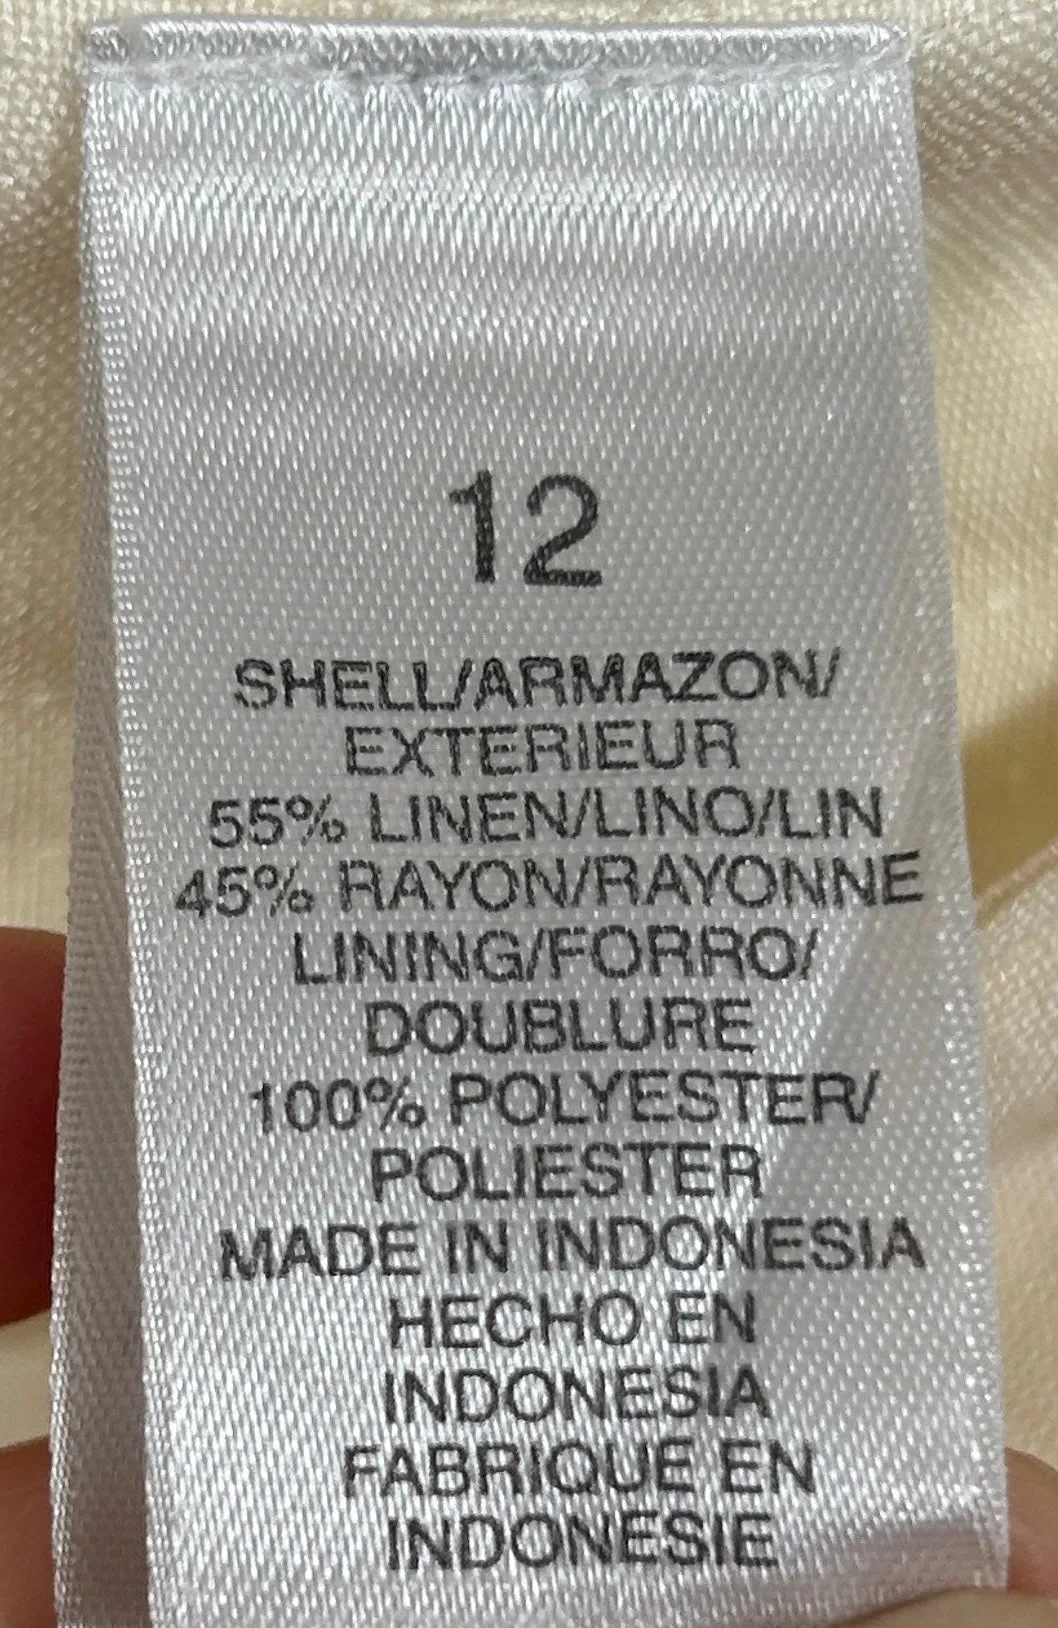 12
SHELL/ARMAZON/
EXTERIEUR
55% LINEN/LINO/LIN
45% RAYON/RAYONNE
LINING/FORRO/
DOUBLURE
100% POLYESTER/
POLIESTER
MADE IN INDONESIA
HECHO EN
INDONESIA
FABRIQUE EN
INDONESIE